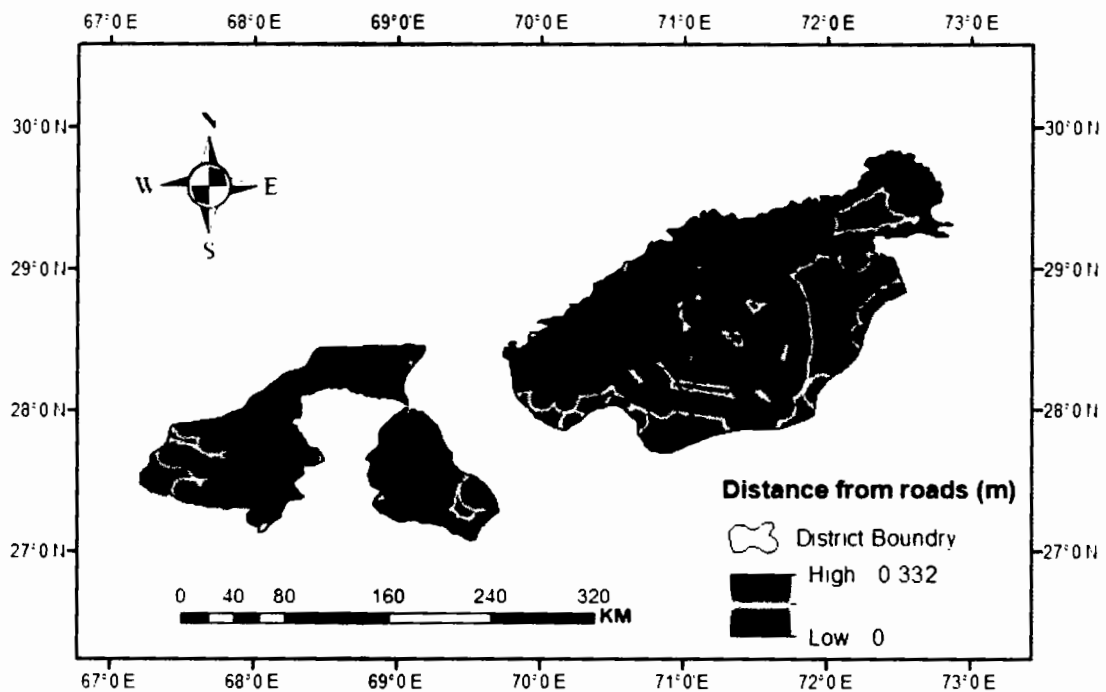 67°0 E 68°0 E 69°0 E 70°0 E 71°0 E 72°0 E 73°0 E
30°0 N 30°0 N
N
W E
S
29°0 N 29°0 N
28°0 N 28°0 N
Distance from roads (m)
District Boundry
27°0 N 27°0 N
High 0 332
0 40 80 160 240 320
KM
Low 0
67°0 E 68°0 E 69°0 E 70°0 E 71°0 E 72°0 E 73°0 E